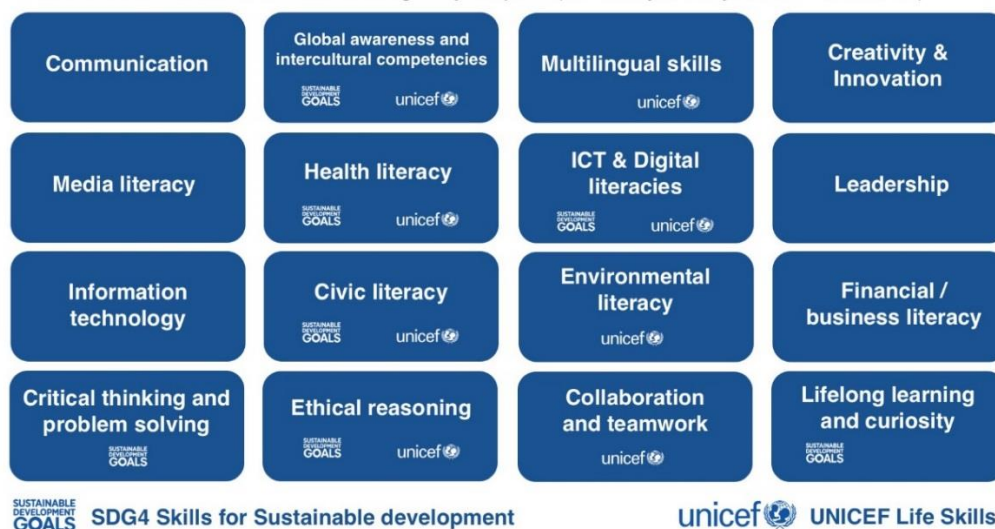 Communication
Global awareness and
intercultural competencies
SUSTAINABLE
DEVELOPMENT
GOALS
unicef
Multilingual skills
unicef
Creativity &
Innovation
Media literacy
Health literacy
SUSTAINABLE
DEVELOPMENT
GOALS
unicef
ICT & Digital
literacies
SUSTAINABLE
DEVELOPMENT
GOALS
unicef
Leadership
Information
technology
Civic literacy
SUSTAINABLE
DEVELOPMENT
GOALS
unicef
Environmental
literacy
unicef
Financial /
business literacy
Critical thinking and
problem solving
SUSTAINABLE
DEVELOPMENT
GOALS
Ethical reasoning
SUSTAINABLE
DEVELOPMENT
GOALS
unicef
Collaboration
and teamwork
unicef
Lifelong learning
and curiosity
SUSTAINABLE
DEVELOPMENT
GOALS
SUSTAINABLE
DEVELOPMENT
GOALS
SDG4 Skills for Sustainable development
unicef
UNICEF Life Skills